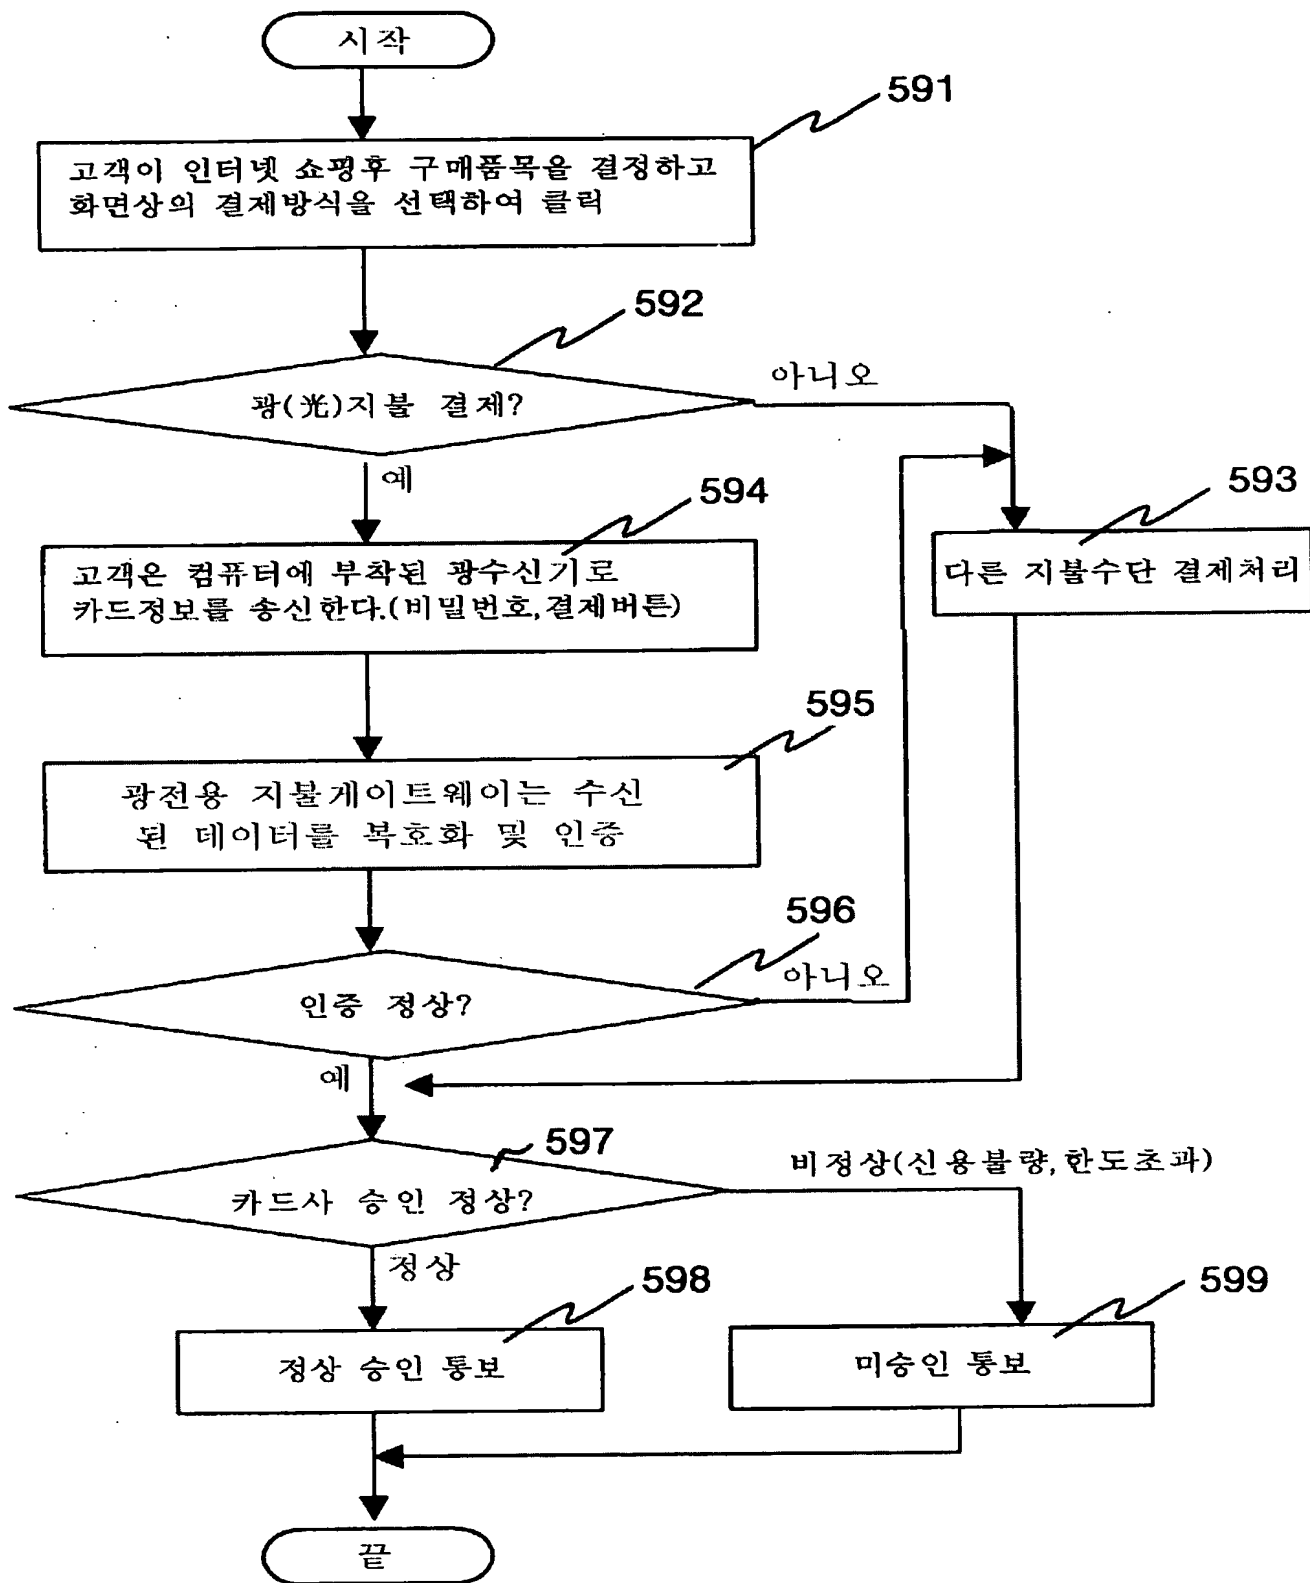 시작
591
고객이 인터넷 쇼핑후 구매품목을 결정하고
화면상의 결제방식을 선택하여 클릭
592
광(光)지불 결제?
아니오
예
594
593
고객은 컴퓨터에 부착된 광수신기로
카드정보를 송신한다.(비밀번호,결제버튼)
다른 지불수단 결제처리
595
광전용 지불게이트웨이는 수신
된 데이터를 복호화 및 인증
596
아니오
인증 정상?
예
597
비정상(신용불량,한도초과)
카드사 승인 정상?
정상
598
599
정상 승인 통보
미승인 통보
끝